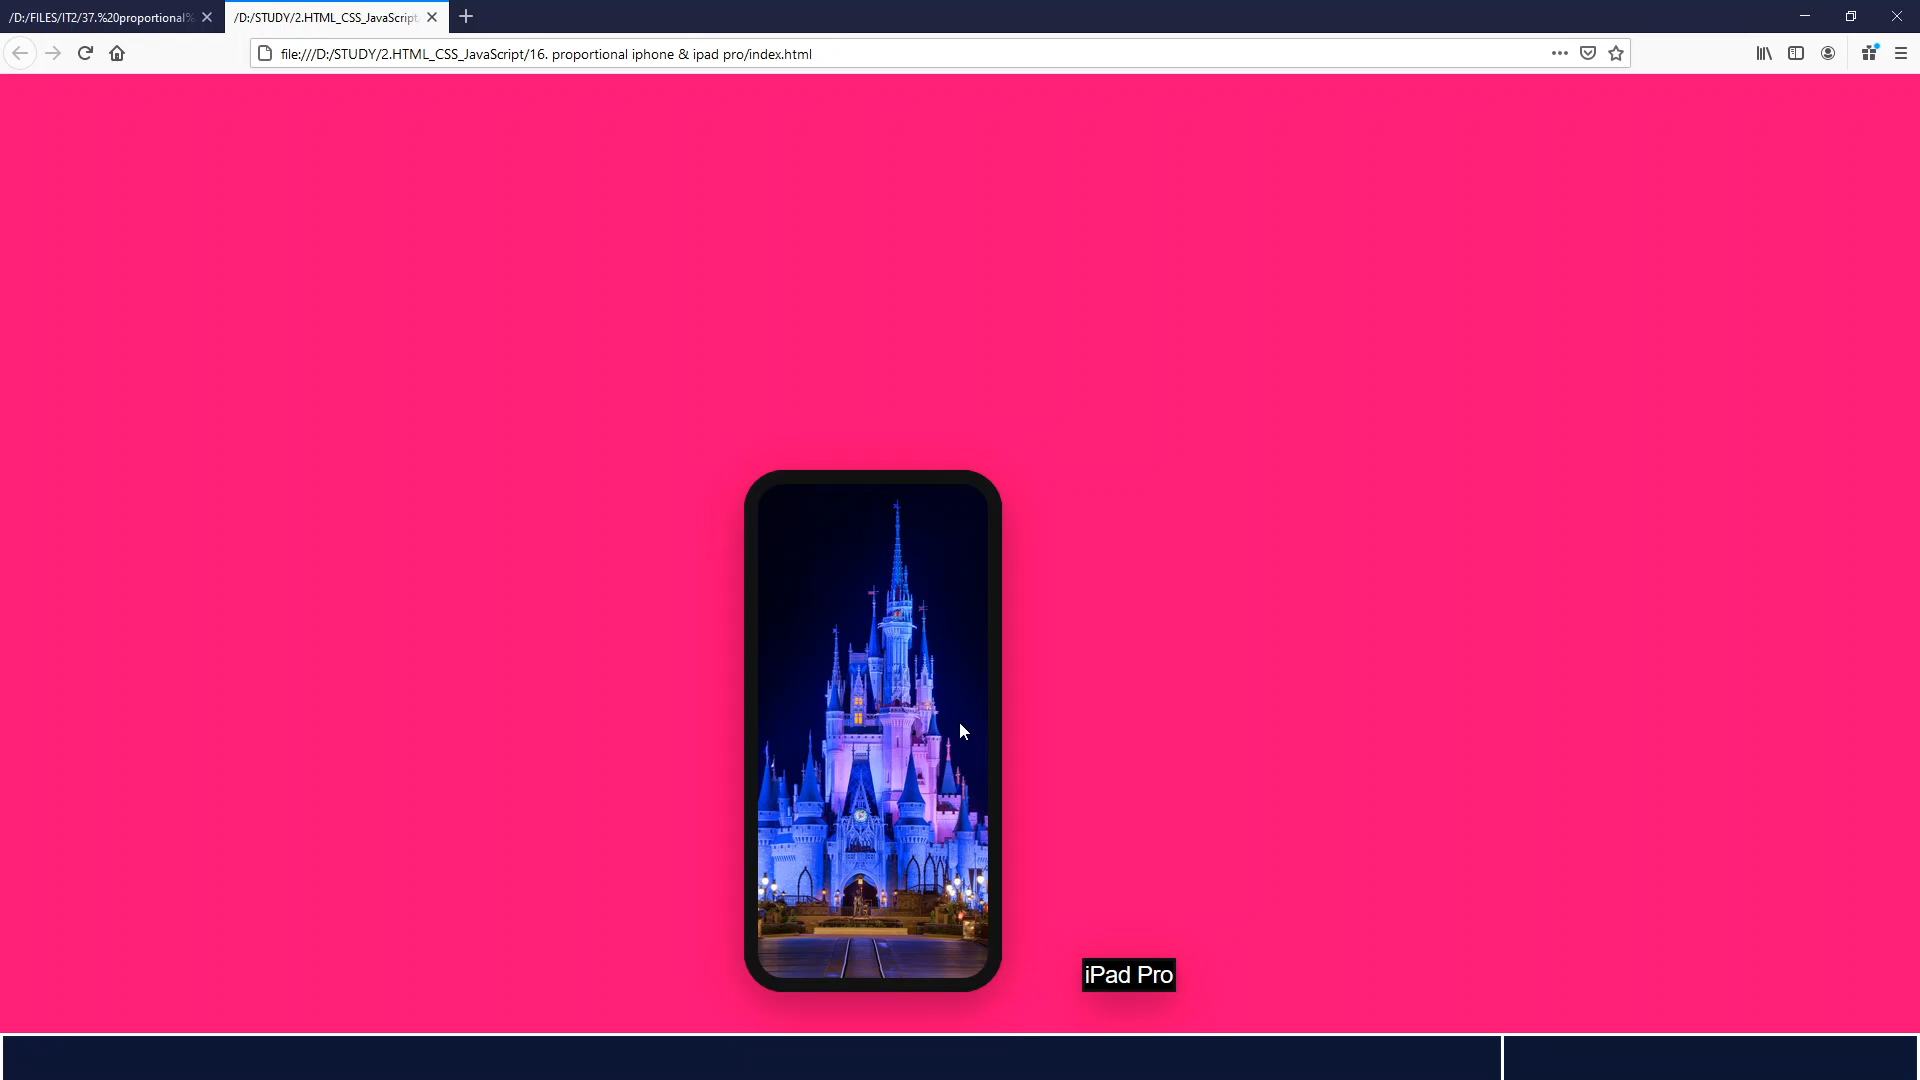 /D:/FILES/IT2/37.%20proportional%
/D:/STUDY/2.HTML_CSS_JavaScript
file:///D:/STUDY/2.HTML_CSS_JavaScript/16. proportional iphone & ipad pro/index.html
iPad Pro